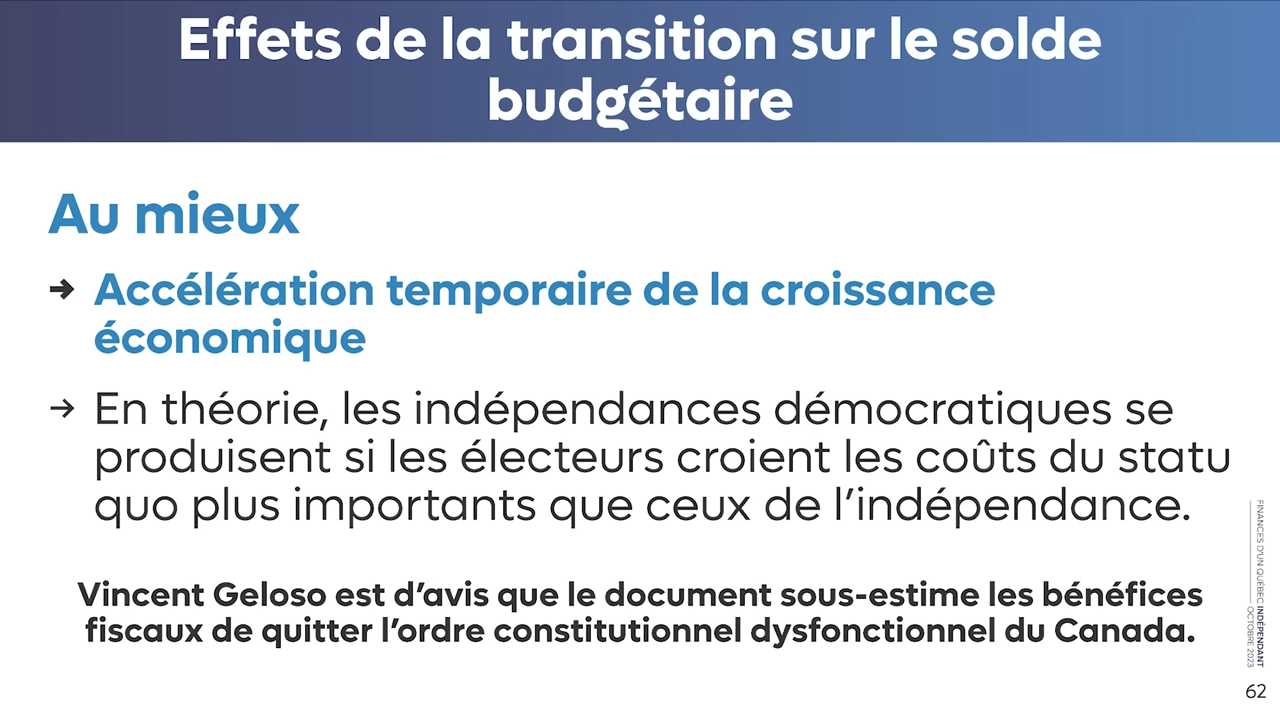 Effets de la transition sur le solde
budgétaire
Au mieux
→ Accélération temporaire de la croissance
économique
→ En théorie, les indépendances démocratiques se
produisent si les électeurs croient les coûts du statu
quo plus importants que ceux de l’indépendance.
Vincent Geloso est d’avis que le document sous-estime les bénéfices
fiscaux de quitter l’ordre constitutionnel dysfonctionnel du Canada.
FINANCES D'UN QUÉBEC INDÉPENDANT
OCTOBRE 2023
62